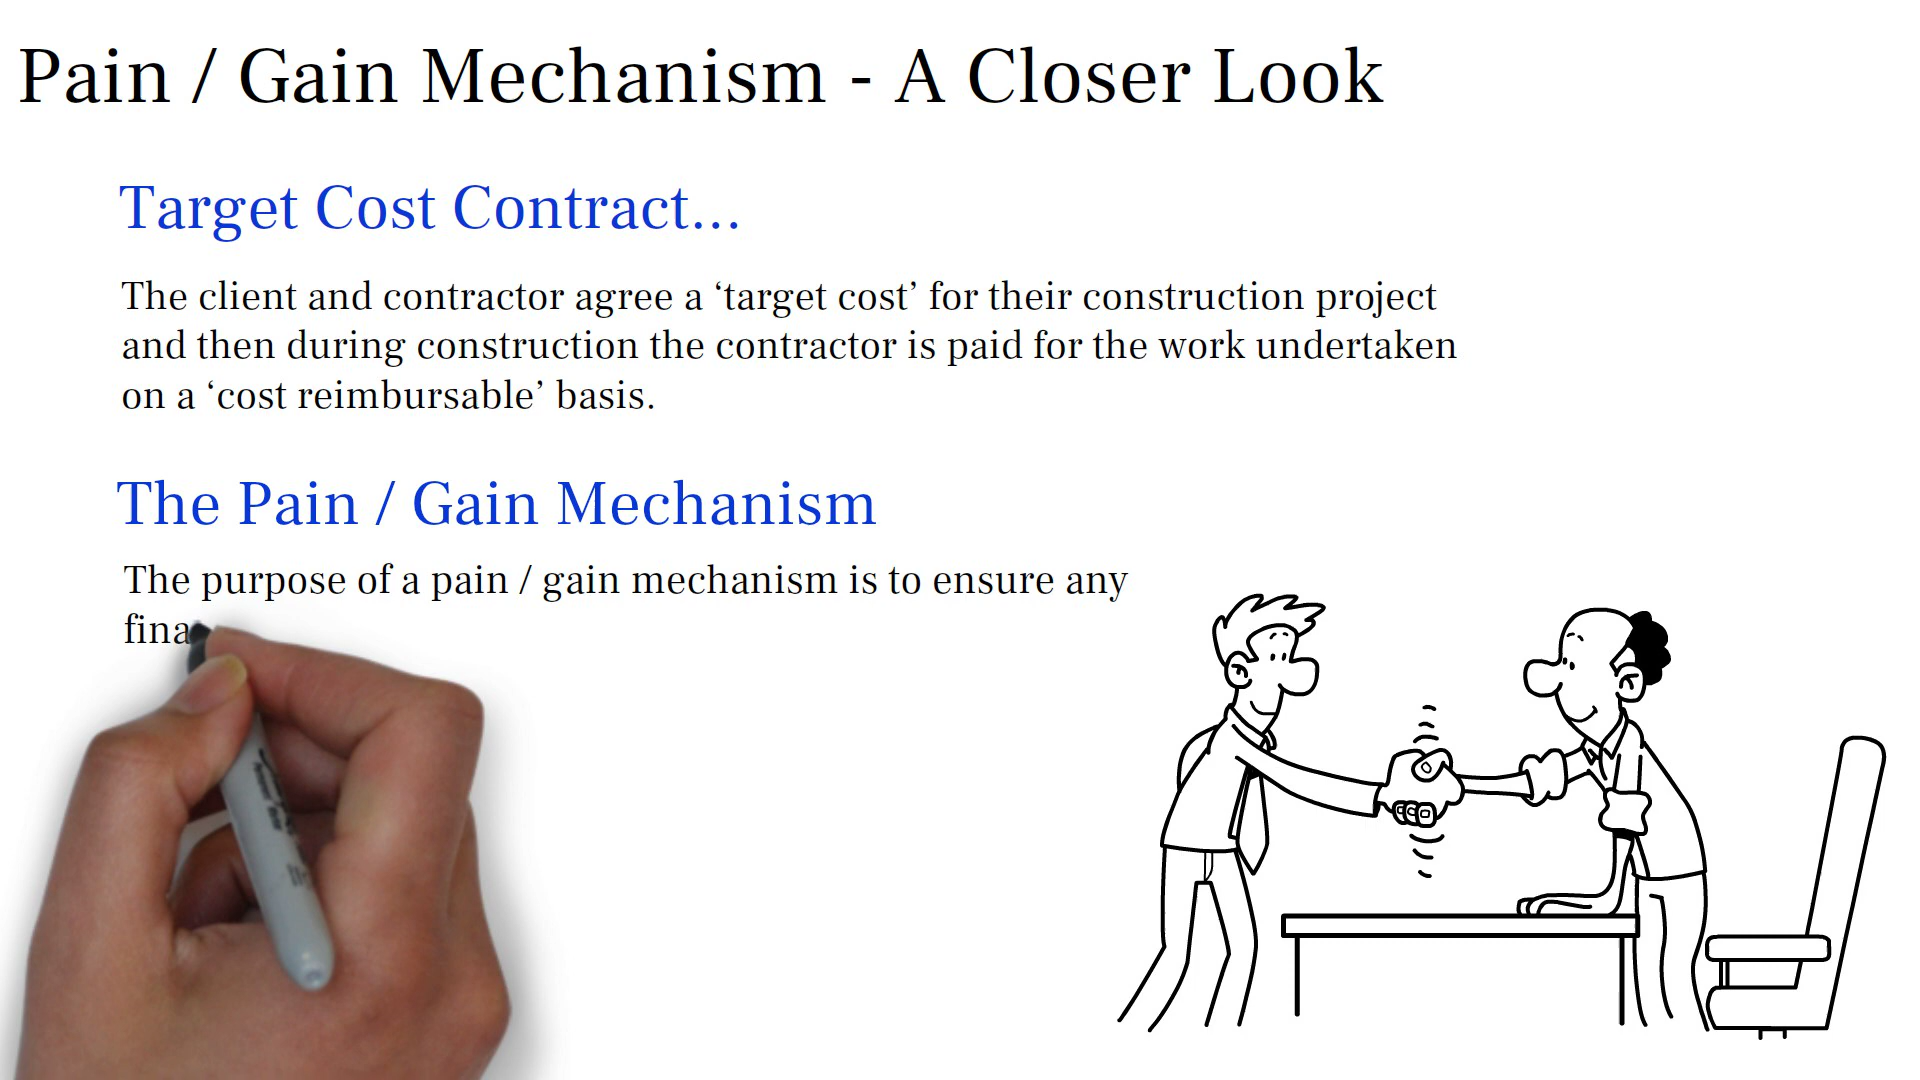 Pain / Gain Mechanism - A Closer Look
Target Cost Contract...
The client and contractor agree a ‘target cost’ for their construction project
and then during construction the contractor is paid for the work undertaken
on a ‘cost reimbursable’ basis.
The Pain / Gain Mechanism
The purpose of a pain / gain mechanism is to ensure any
fina